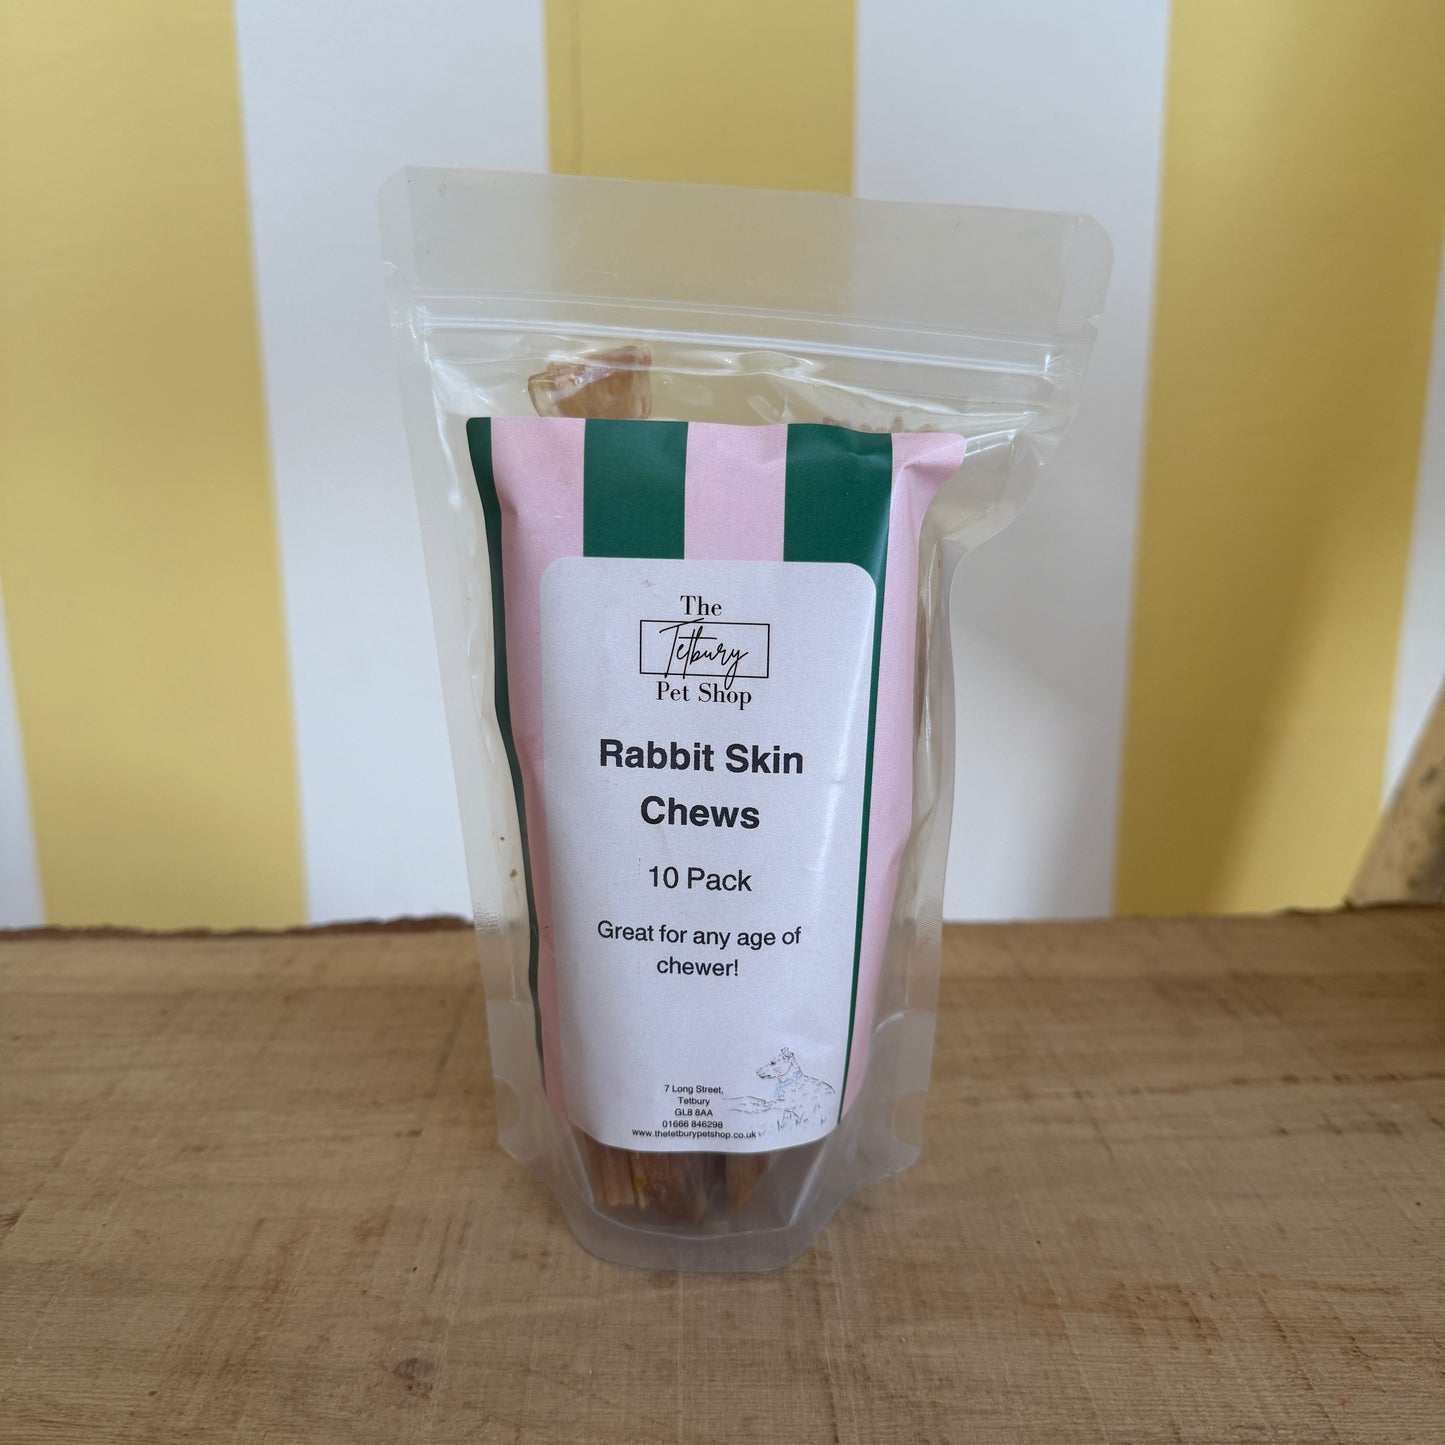 The
Tetbury
Pet Shop
Rabbit Skin
Chews
10 Pack
Great for any age of
chewer!
7 Long Street,
Tetbury
GL8 8AA
01666 846298
www.thetetburypetshop.co.uk